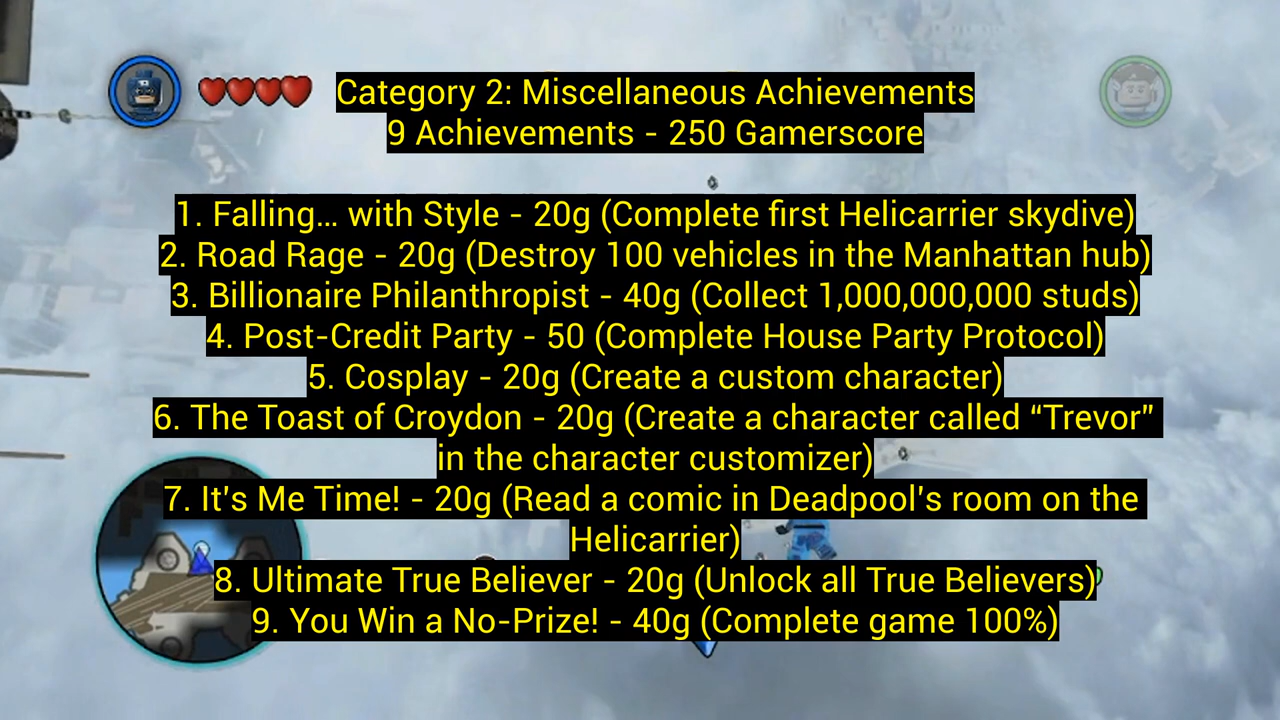 Category 2: Miscellaneous Achievements
9 Achievements - 250 Gamerscore
1. Falling... with Style - 20g (Complete first Helicarrier skydive)
2. Road Rage - 20g (Destroy 100 vehicles in the Manhattan hub)
3. Billionaire Philanthropist - 40g (Collect 1,000,000,000 studs)
4. Post-Credit Party - 50 (Complete House Party Protocol)
5. Cosplay - 20g (Create a custom character)
6. The Toast of Croydon - 20g (Create a character called “Trevor”
in the character customizer)
7. It's Me Time! - 20g (Read a comic in Deadpool's room on the
Helicarrier)
8. Ultimate True Believer - 20g (Unlock all True Believers)
9. You Win a No-Prize! - 40g (Complete game 100%)